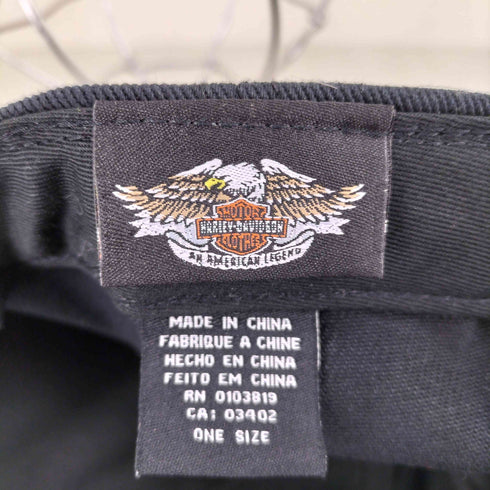 MOTOR
HARLEY-DAVIDSON
CLOTHES
AN AMERICAN LEGEND
MADE IN CHINA
FABRIQUE A CHINE
HECHO EN CHINA
FEITO EM CHINA
RN 0103819
CA: 03402
ONE SIZE